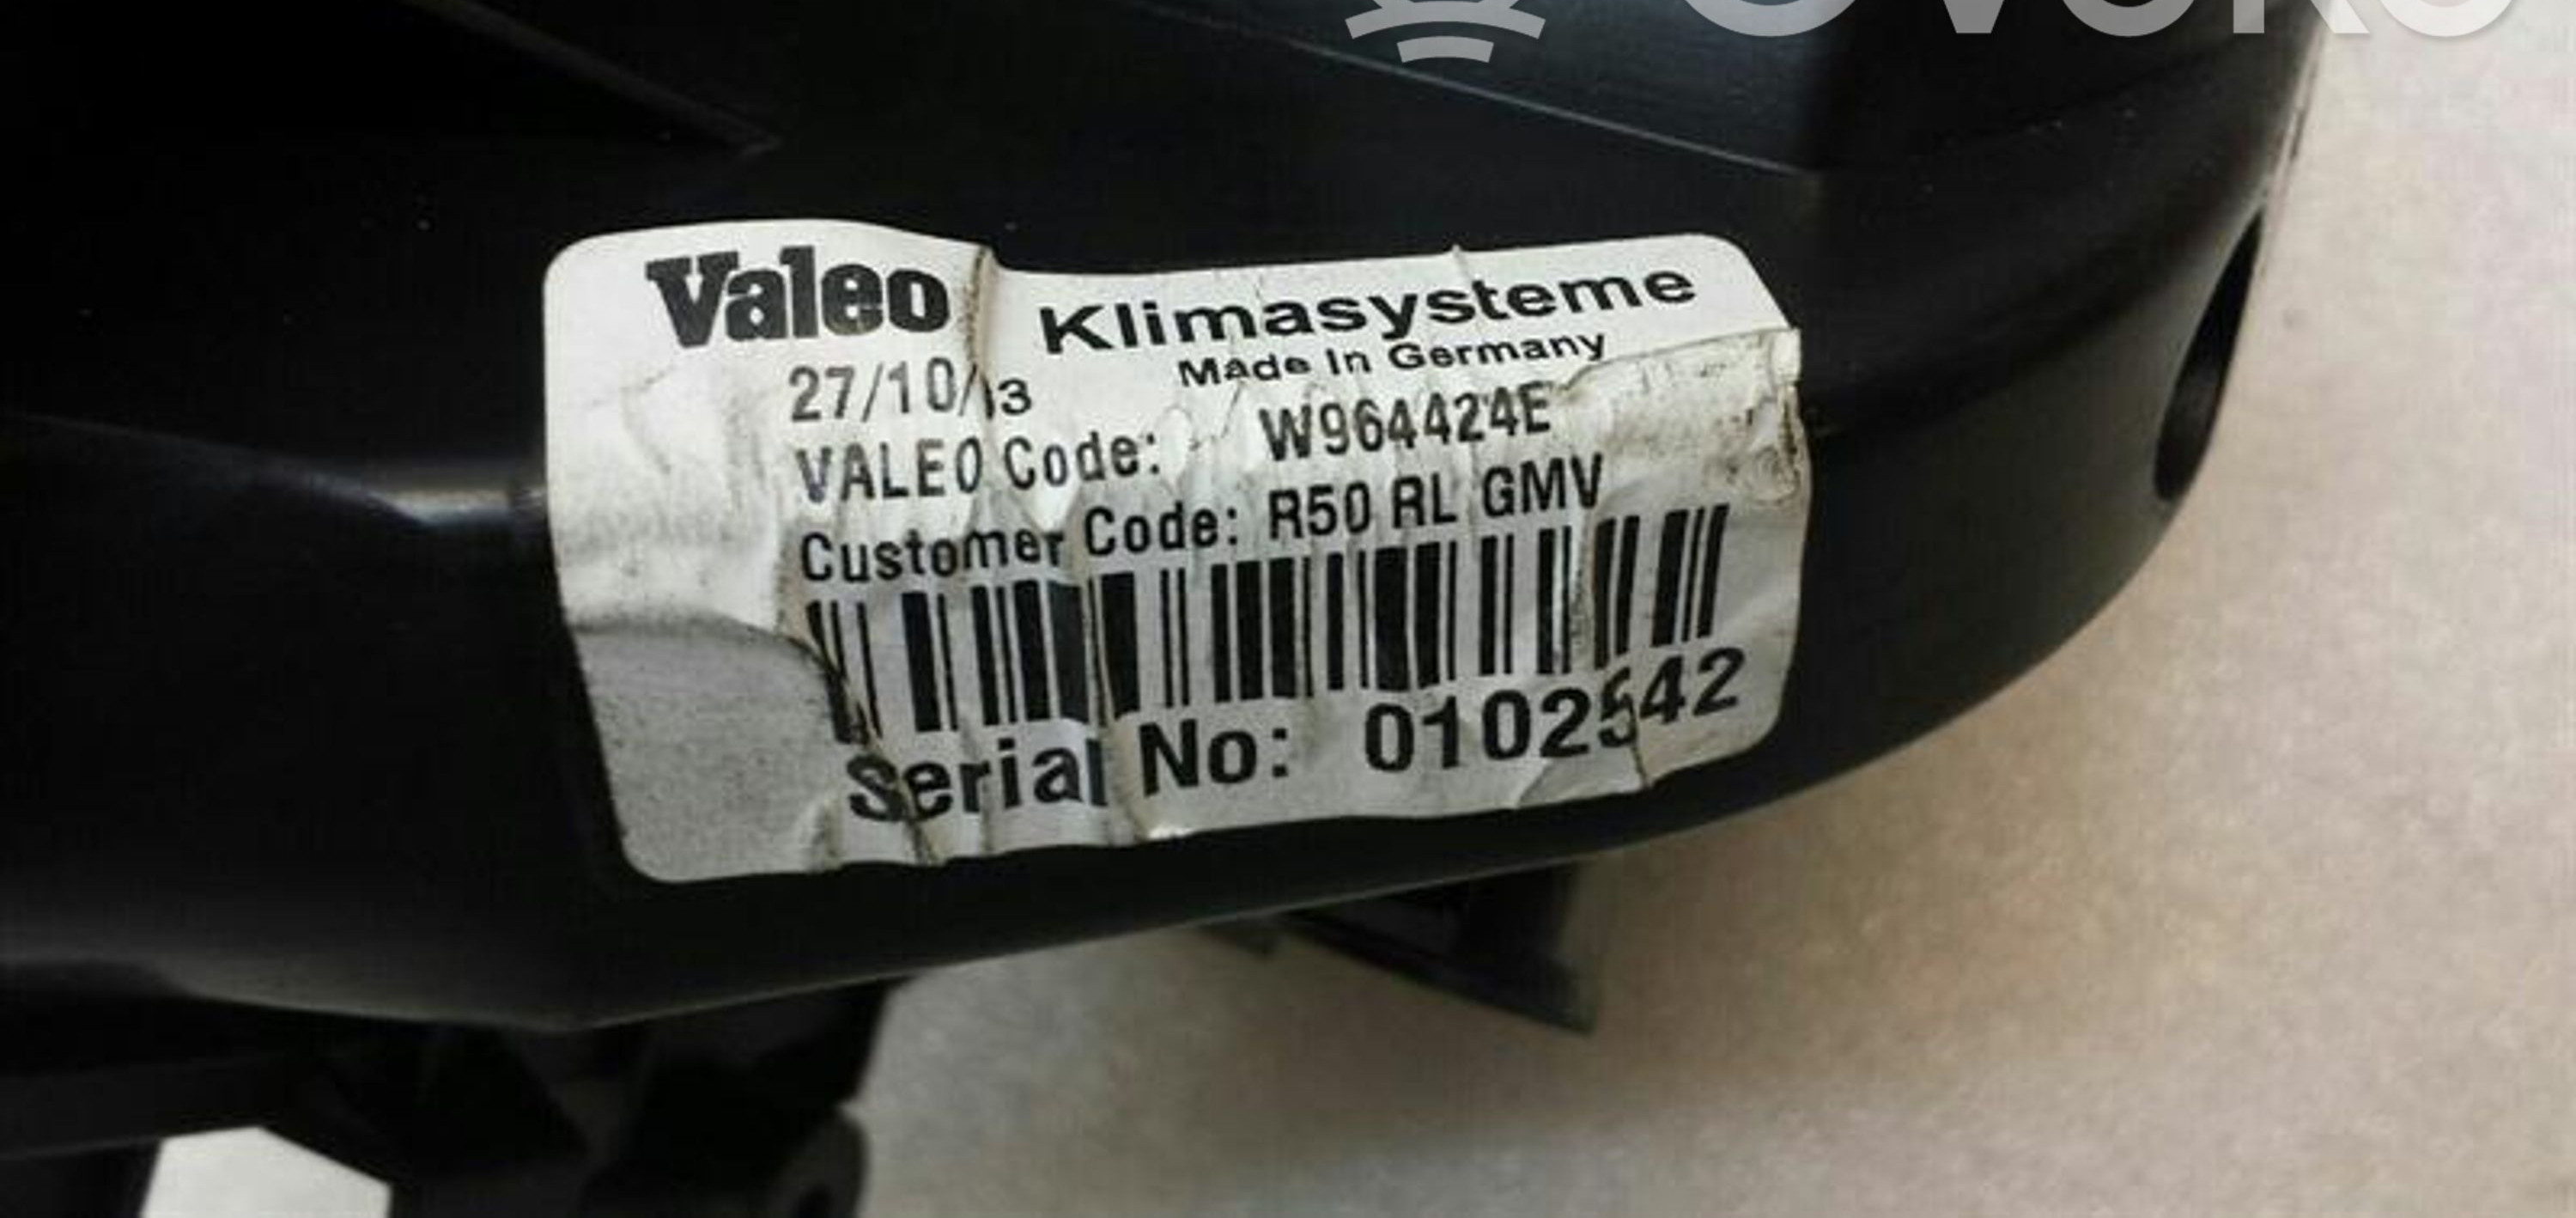 Valeo Klimasysteme
Made In Germany
27/10/13
VALEO Code: W964424E
Customer Code: R50 RL GMV
Serial No: 0102542